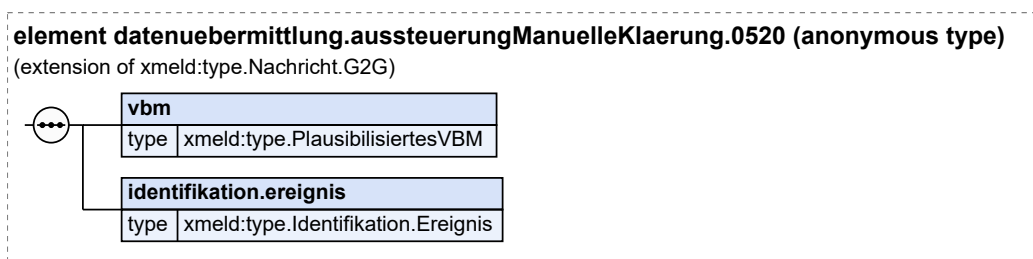 element datenuebermittlung.aussteuerungManuelleKlaerung.0520 (anonymous type)
(extension of xmeld:type.Nachricht.G2G)
vbm
type xmeld:type.PlausibilisiertesVBM
identifikation.ereignis
type xmeld:type.Identifikation.Ereignis